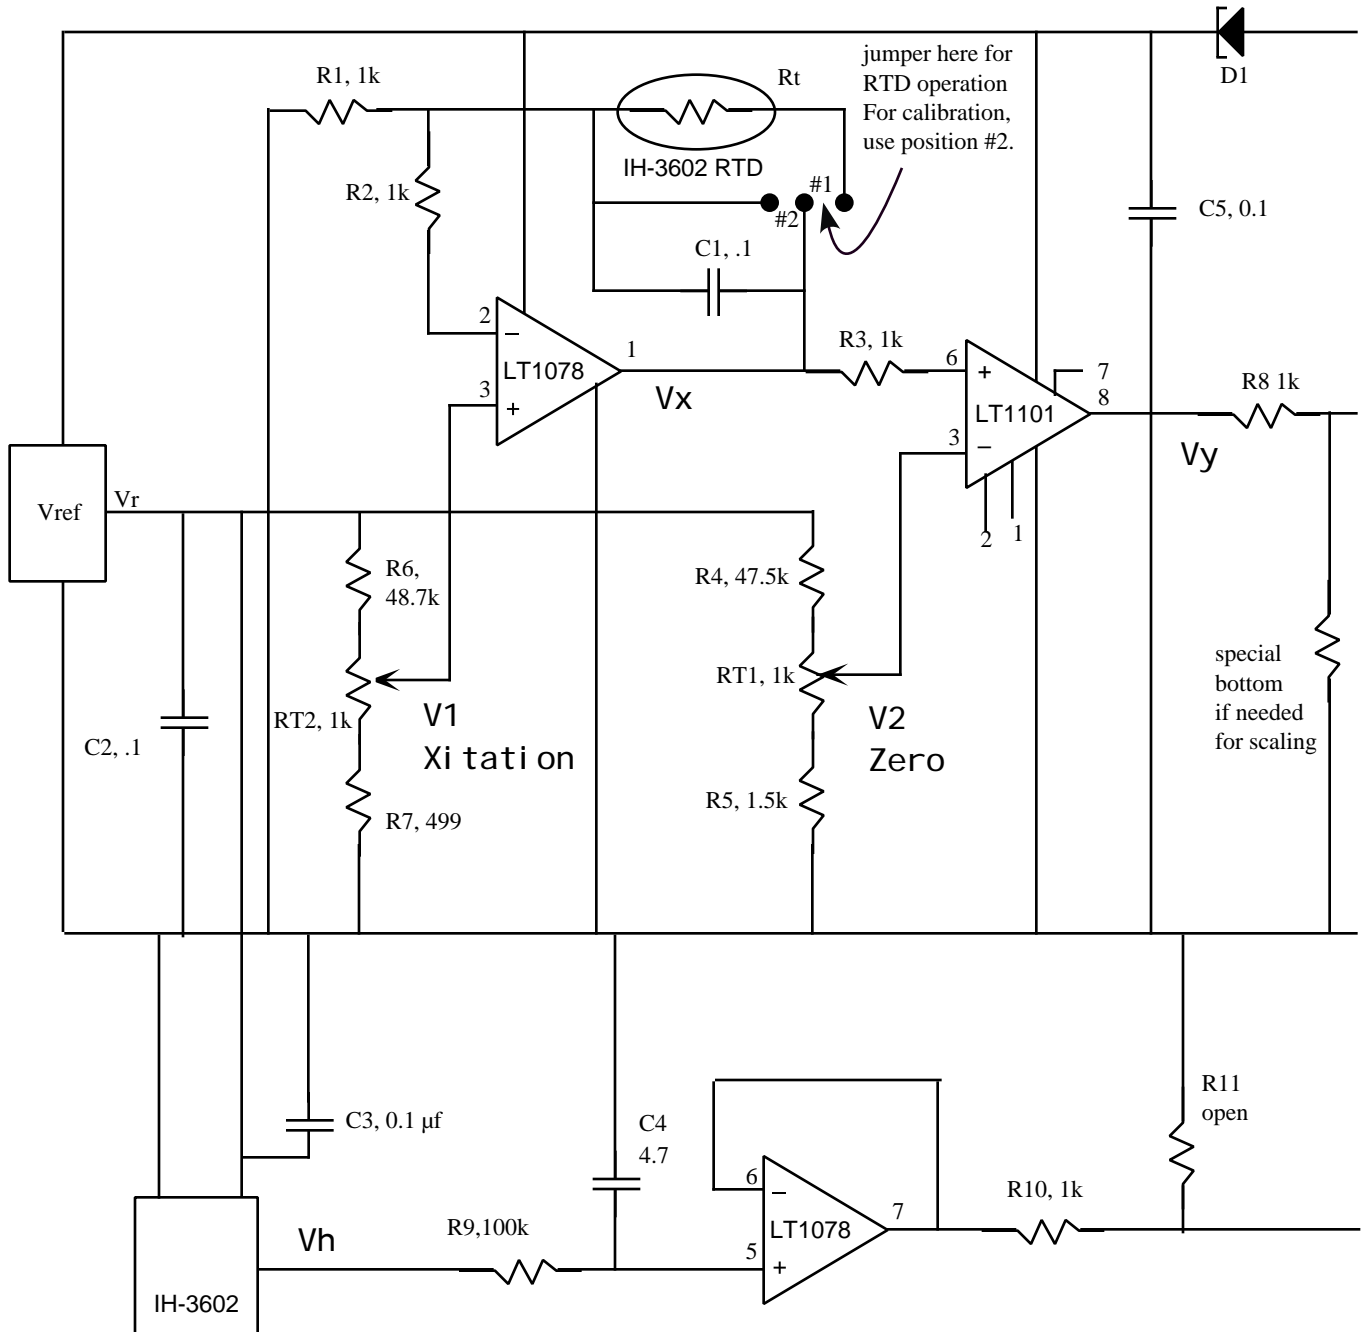 D1
jumper here for
RTD operation
For calibration,
use position #2.
R1, 1k
Rt
IH-3602 RTD
R2, 1k
#1
#2
C5, 0.1
C1, .1
2
−
LT1078
3
+
1
Vx
R3, 1k
6
+
LT1101
3
−
7
8
2
1
R8 1k
Vy
Vref
Vr
R6,
48.7k
R4, 47.5k
RT2, 1k
V1
Xitation
RT1, 1k
V2
Zero
C2, .1
R7, 499
R5, 1.5k
special
bottom
if needed
for scaling
C3, 0.1 µf
C4
4.7
R11
open
6
−
LT1078
5
+
7
R10, 1k
Vh
R9,100k
IH-3602